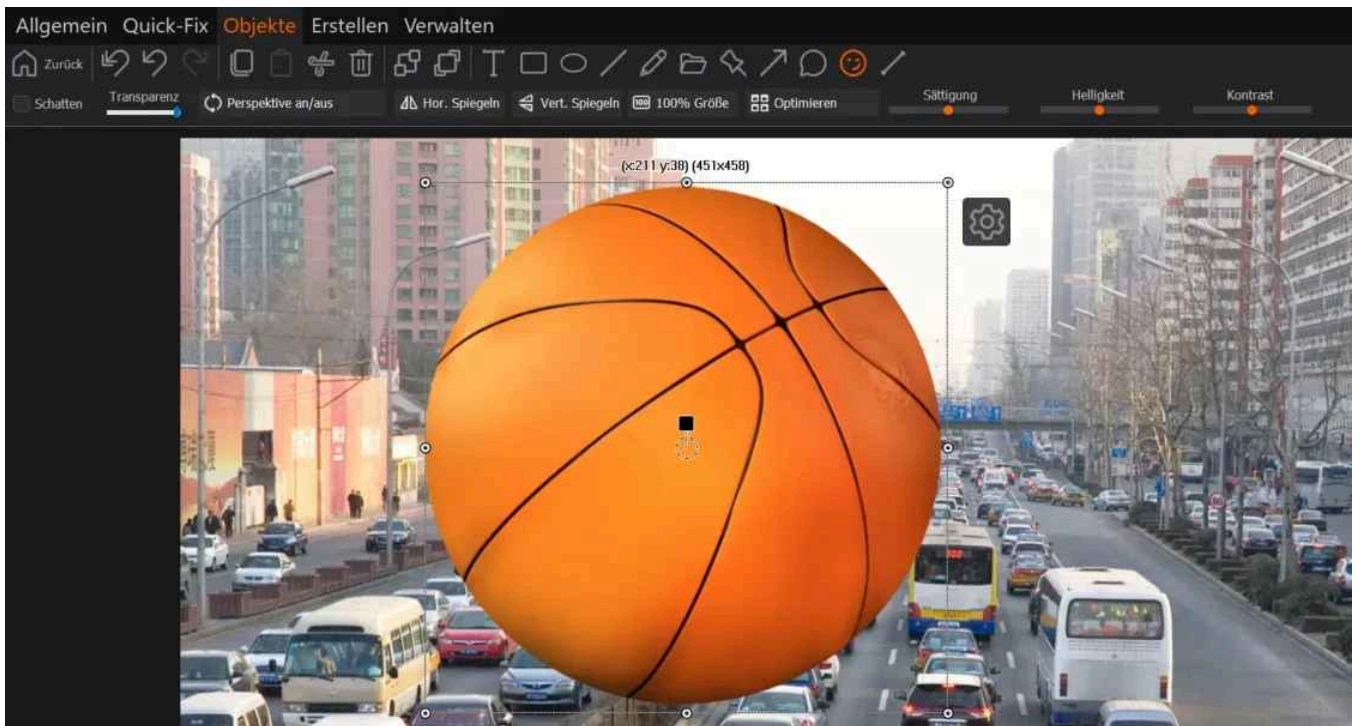 Allgemein Quick-Fix Objekte Erstellen Verwalten
Zurück
Schatten Transparenz Perspektive an/aus Hor. Spiegeln Vert. Spiegeln 100 100% Größe Optimieren Sättigung Helligkeit Kontrast
(x:211 y:38) (451x458)